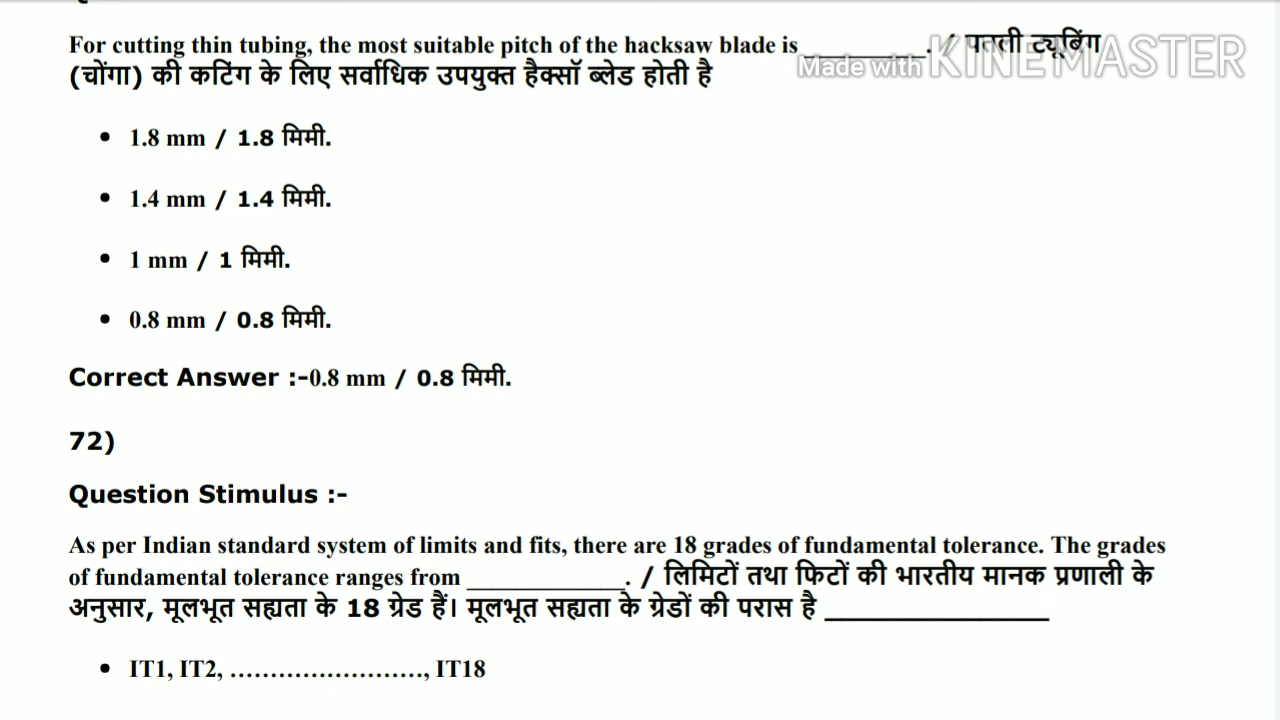 For cutting thin tubing, the most suitable pitch of the hacksaw blade is __________. / पतली ट्यूबिंग
Made with KINEMASTER
(चोंगा) की कटिंग के लिए सर्वाधिक उपयुक्त हैक्सॉ ब्लेड होती है
• 1.8 mm / 1.8 मिमी.
• 1.4 mm / 1.4 मिमी.
• 1 mm / 1 मिमी.
• 0.8 mm / 0.8 मिमी.
Correct Answer :-0.8 mm / 0.8 मिमी.
72)
Question Stimulus :-
As per Indian standard system of limits and fits, there are 18 grades of fundamental tolerance. The grades
of fundamental tolerance ranges from _____________. / लिमिटों तथा फिटों की भारतीय मानक प्रणाली के
अनुसार, मूलभूत सह्यता के 18 ग्रेड हैं। मूलभूत सह्यता के ग्रेडों की परास है ________________
• IT1, IT2, ……………………., IT18